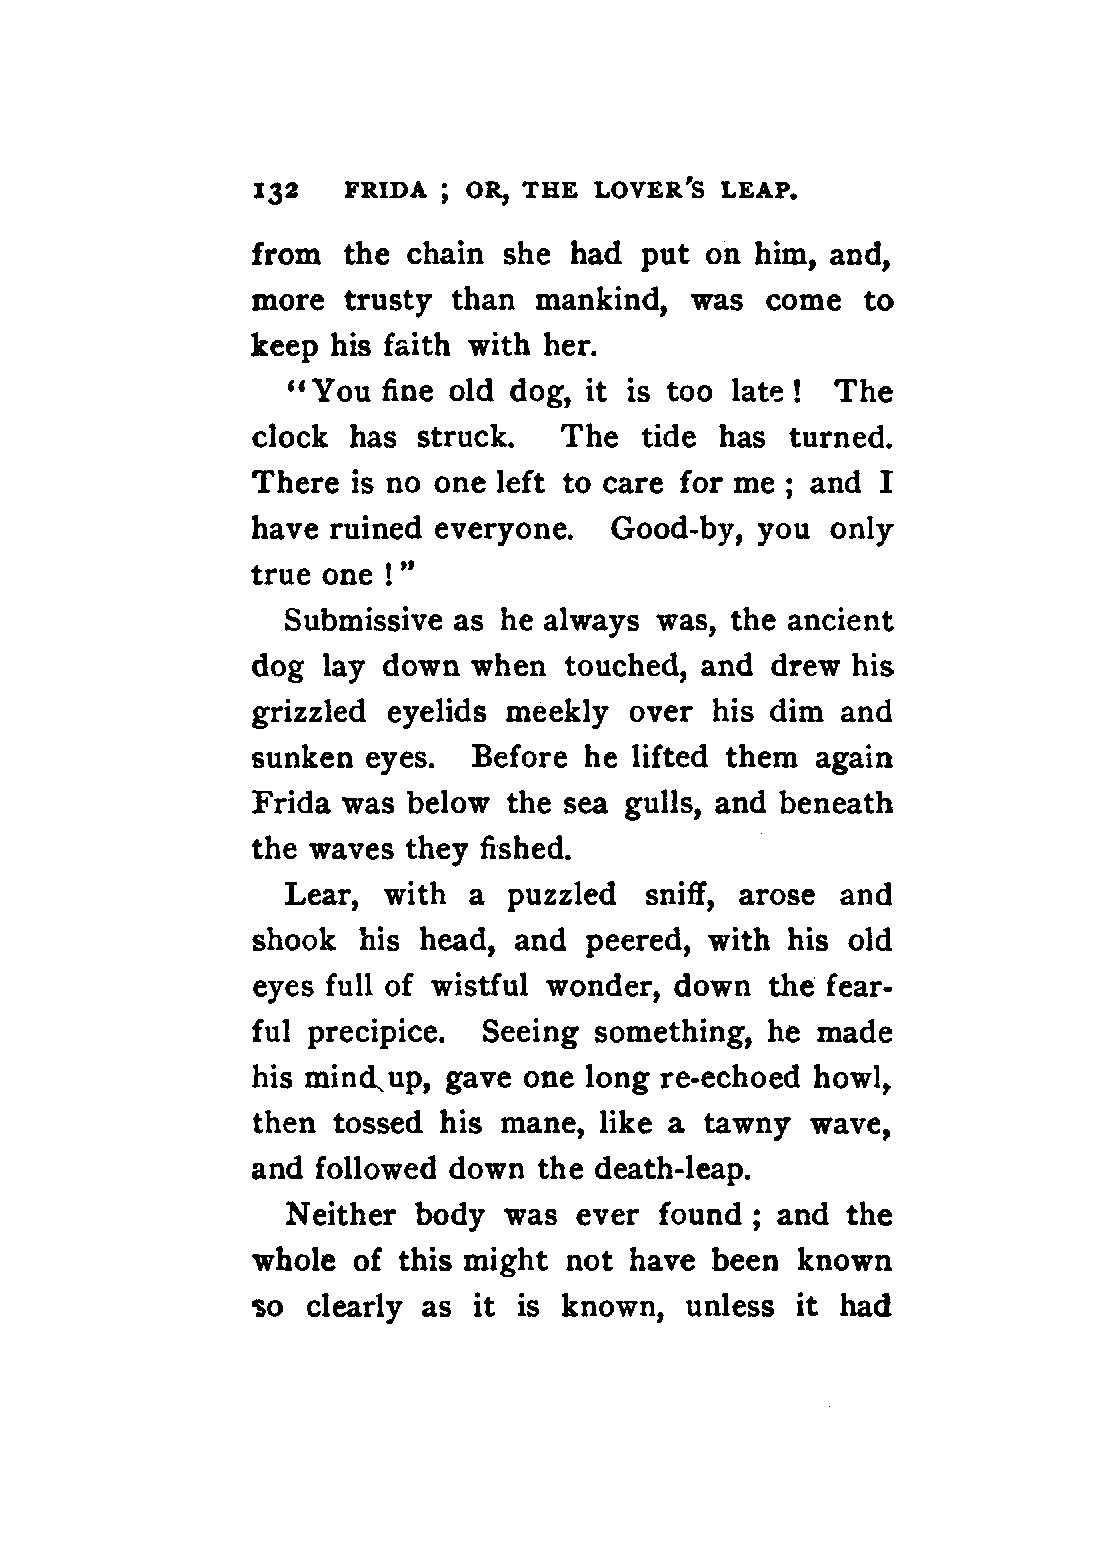 132 FRIDA ; OR, THE LOVER'S LEAP.
from the chain she had put on him, and,
more trusty than mankind, was come to
keep his faith with her.
"You fine old dog, it is too late ! The
clock has struck. The tide has turned.
There is no one left to care for me ; and I
have ruined everyone. Good-by, you only
true one ! "
Submissive as he always was, the ancient
dog lay down when touched, and drew his
grizzled eyelids meekly over his dim and
sunken eyes. Before he lifted them again
Frida was below the sea gulls, and beneath
the waves they fished.
Lear, with a puzzled sniff, arose and
shook his head, and peered, with his old
eyes full of wistful wonder, down the fear-
ful precipice. Seeing something, he made
his mind up, gave one long re-echoed howl,
then tossed his mane, like a tawny wave,
and followed down the death-leap.
Neither body was ever found ; and the
whole of this might not have been known
so clearly as it is known, unless it had